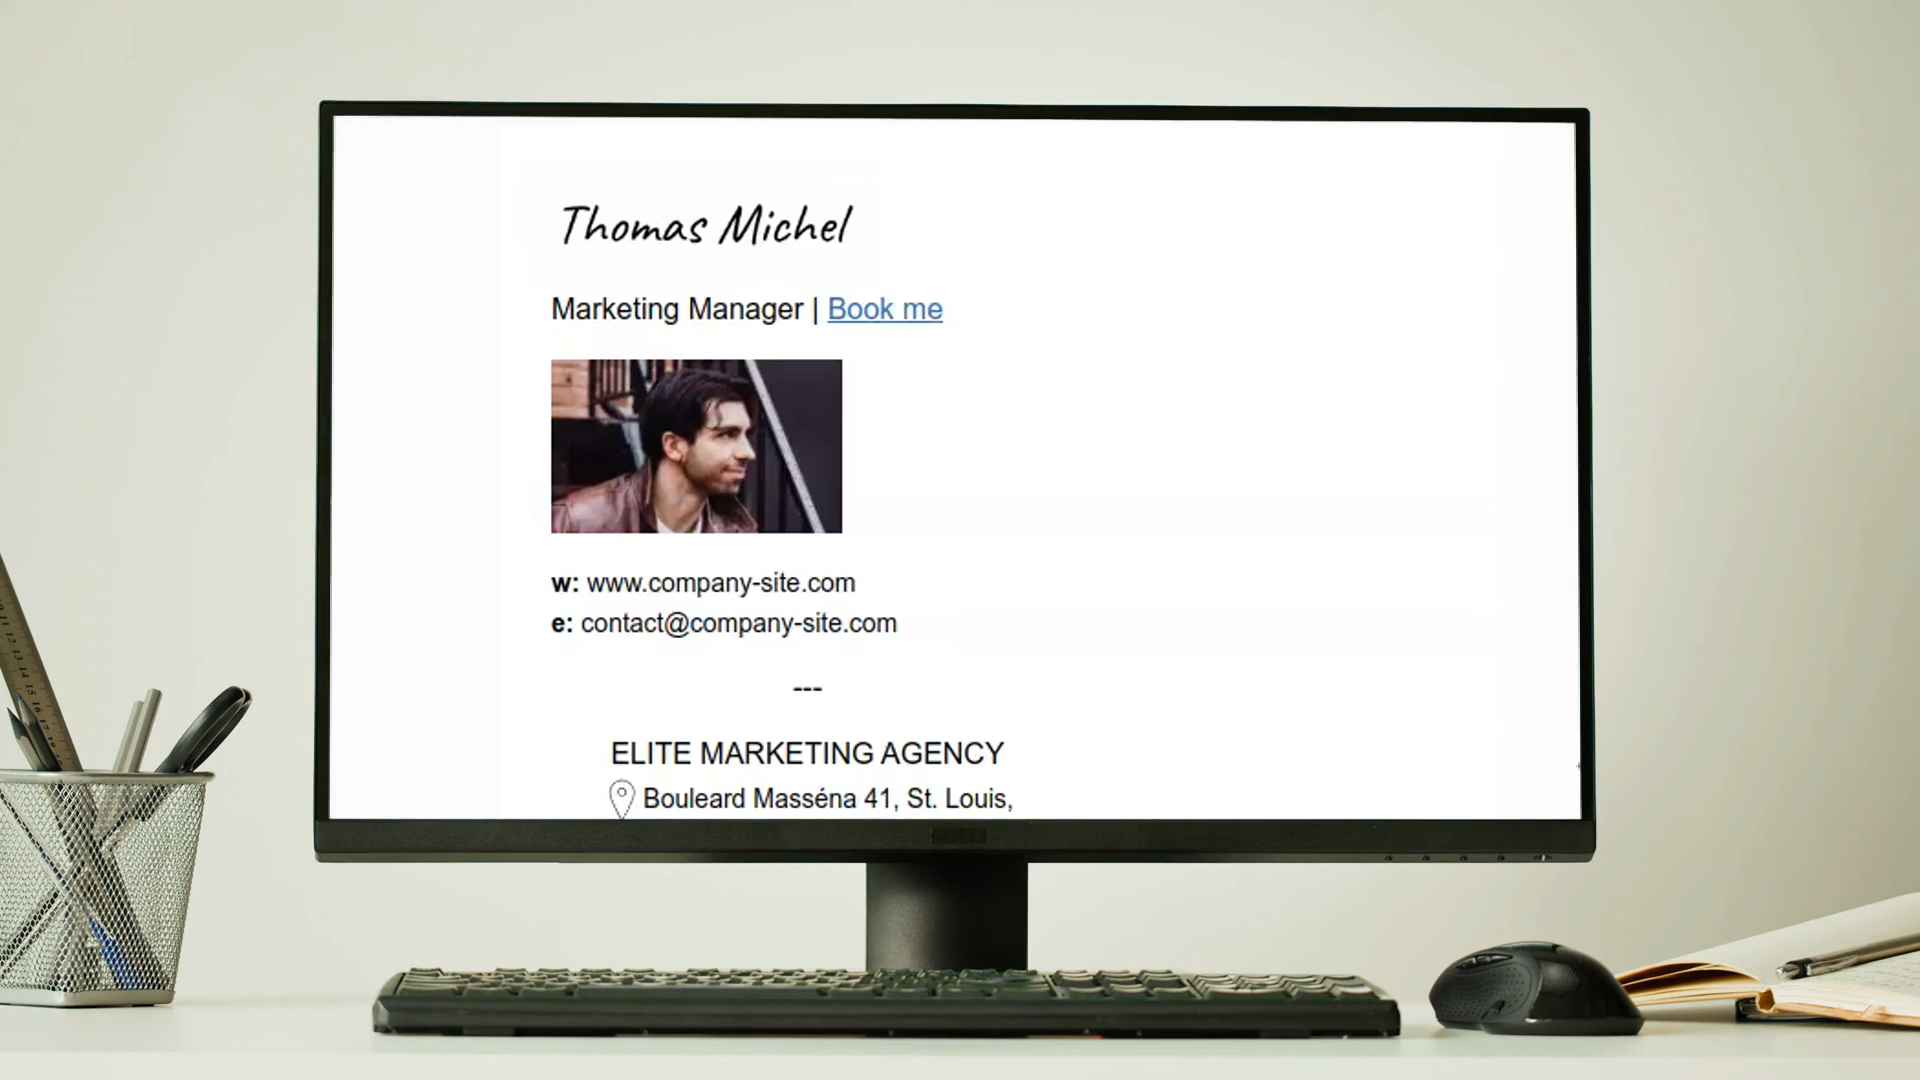 Thomas Michel
Marketing Manager | Book me
w: www.company-site.com
e: contact@company-site.com
---
ELITE MARKETING AGENCY
Bouleard Masséna 41, St. Louis,